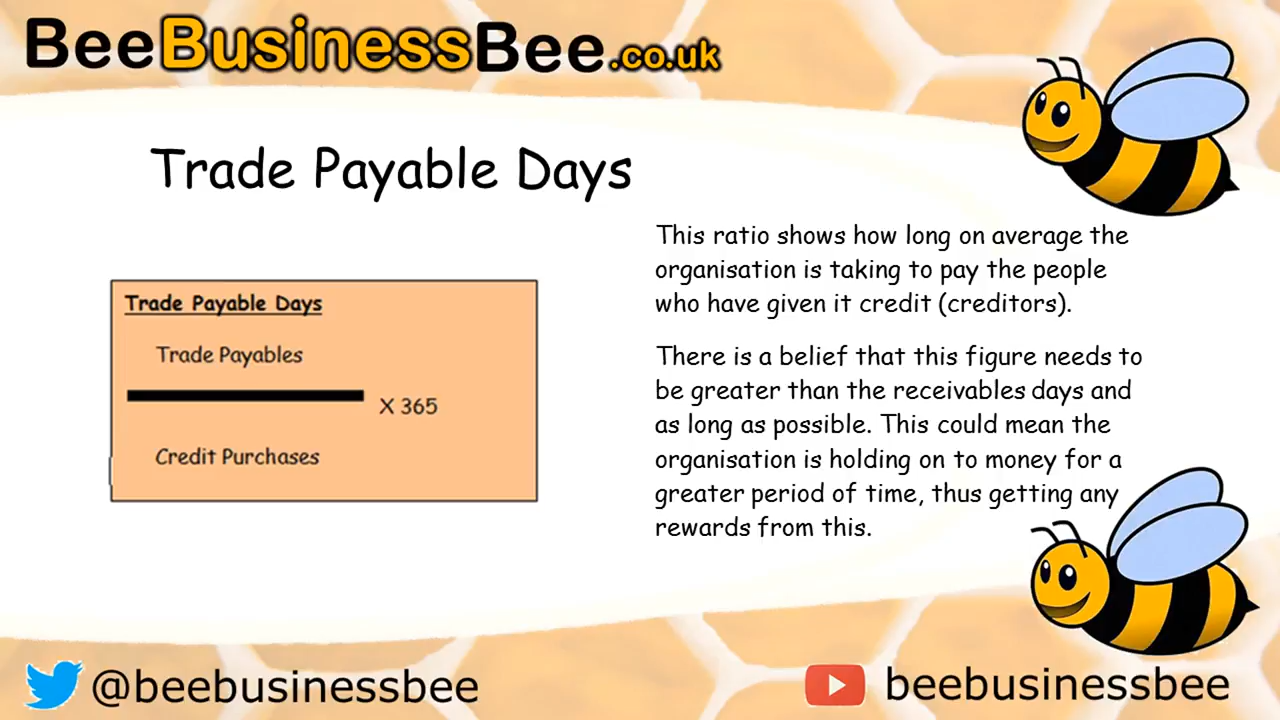 BeeBusinessBee.co.uk
Trade Payable Days
This ratio shows how long on average the
organisation is taking to pay the people
who have given it credit (creditors).
There is a belief that this figure needs to
be greater than the receivables days and
as long as possible. This could mean the
organisation is holding on to money for a
greater period of time, thus getting any
rewards from this.
Trade Payable Days
Trade Payables
X 365
Credit Purchases
@beebusinessbee
beebusinessbee